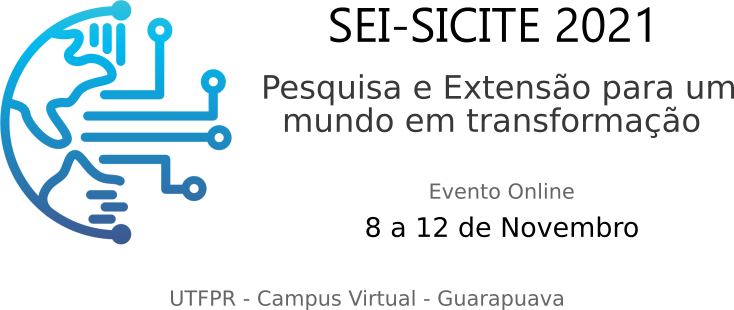 SEI-SICITE 2021
Pesquisa e Extensão para um
mundo em transformação
Evento Online
8 a 12 de Novembro
UTFPR - Campus Virtual - Guarapuava